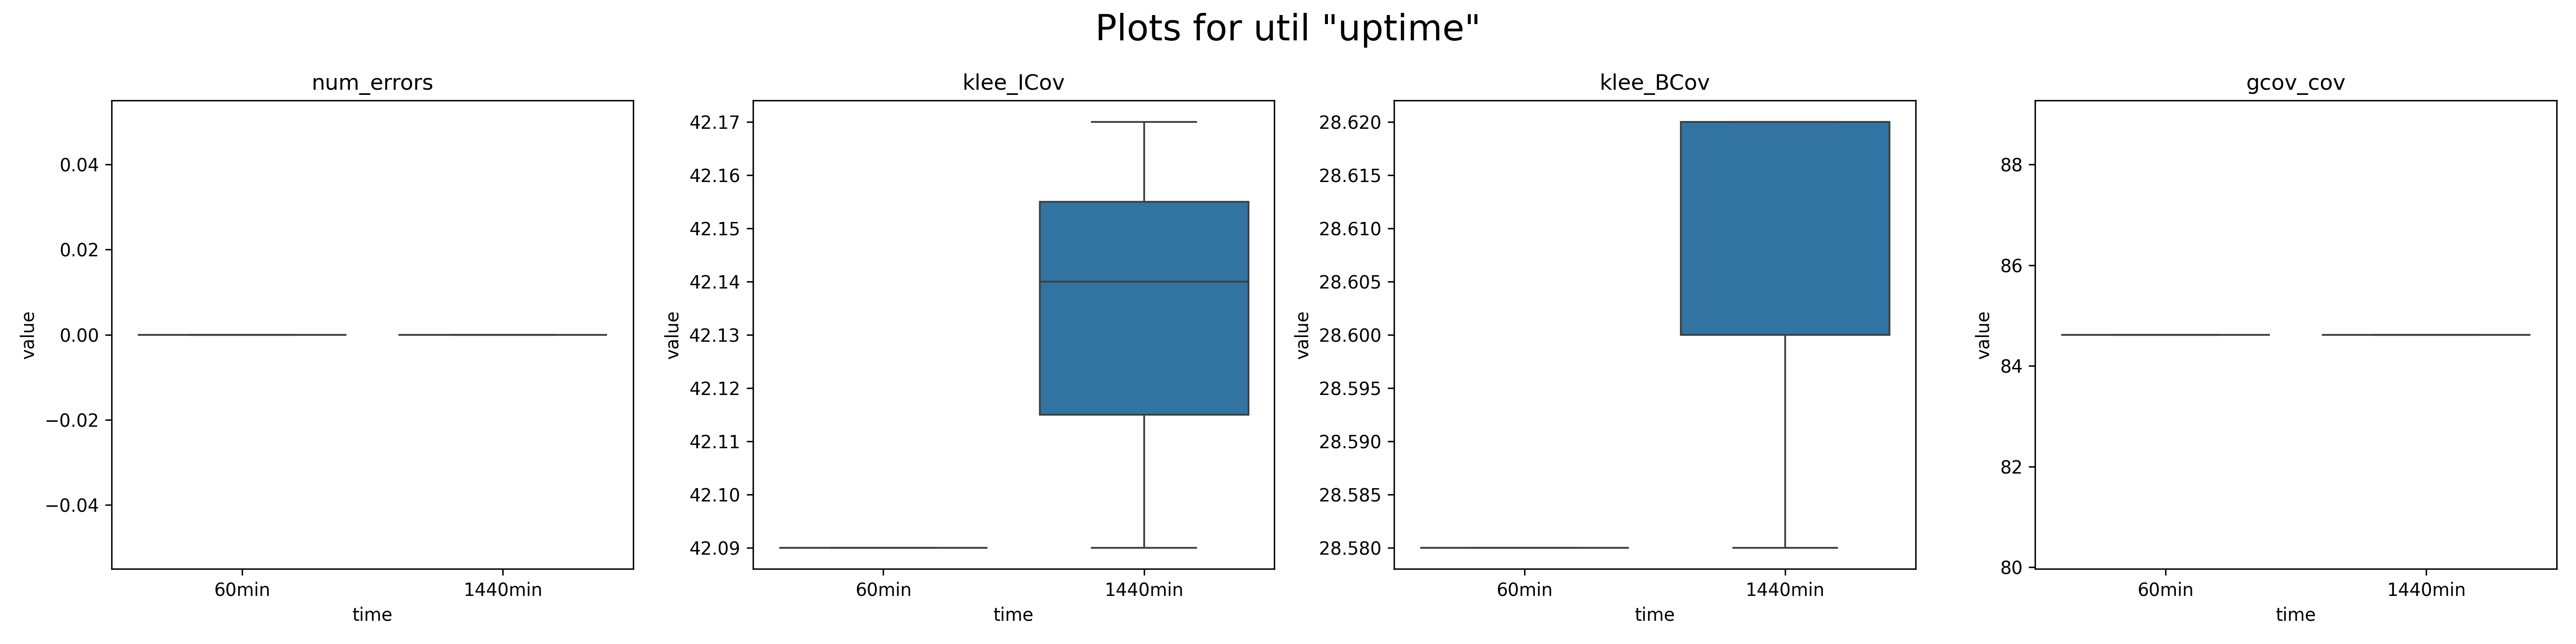 Plots for util "uptime"
num_errors
0.04
0.02
0.00
−0.02
−0.04
value
60min
1440min
time
klee_ICov
42.17
42.16
42.15
42.14
42.13
42.12
42.11
42.10
42.09
value
60min
1440min
time
klee_BCov
28.620
28.615
28.610
28.605
28.600
28.595
28.590
28.585
28.580
value
60min
1440min
time
gcov_cov
88
86
84
82
80
value
60min
1440min
time